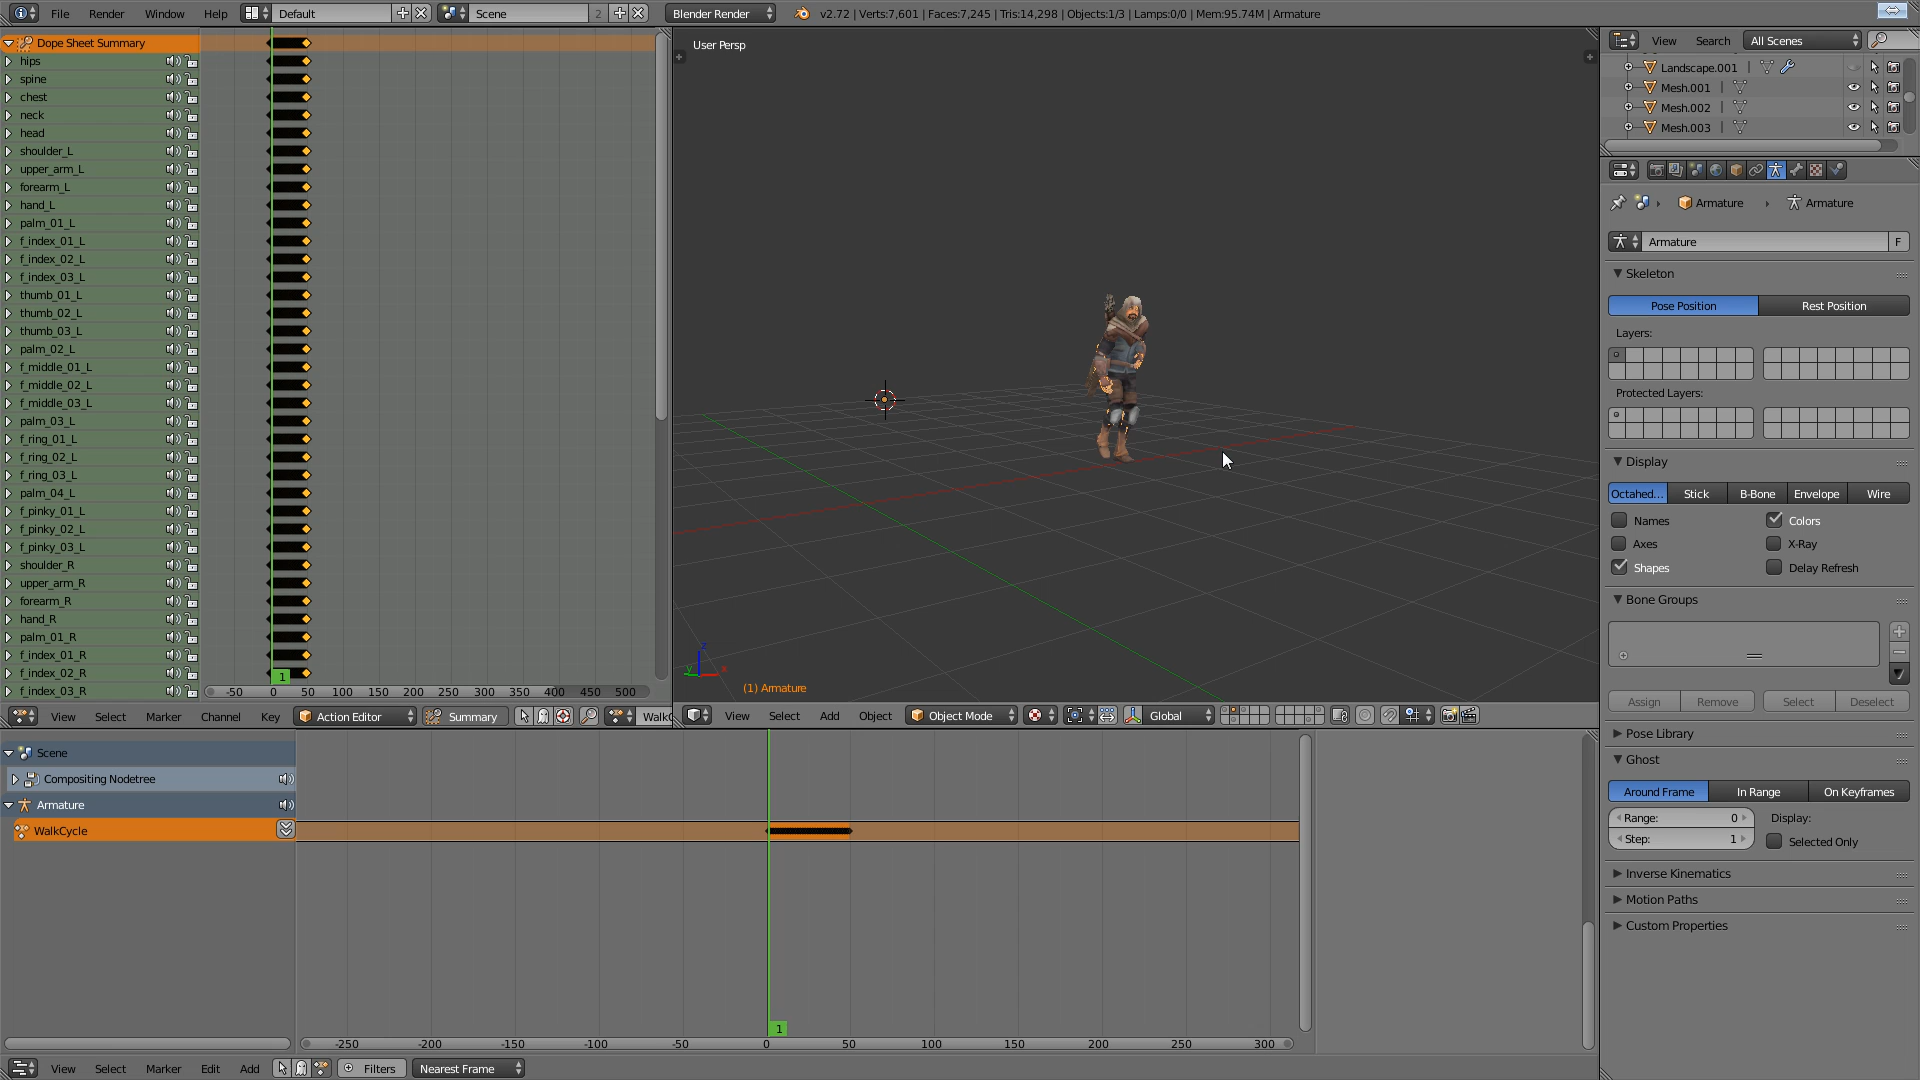 File Render Window Help Default Scene 2 Blender Render v2.72 | Verts:7,601 | Faces:7,245 | Tris:14,298 | Objects:1/3 | Lamps:0/0 | Mem:95.74M | Armature
Dope Sheet Summary
hips
spine
chest
neck
head
shoulder_L
upper_arm_L
forearm_L
hand_L
palm_01_L
f_index_01_L
f_index_02_L
f_index_03_L
thumb_01_L
thumb_02_L
thumb_03_L
palm_02_L
f_middle_01_L
f_middle_02_L
f_middle_03_L
palm_03_L
f_ring_01_L
f_ring_02_L
f_ring_03_L
palm_04_L
f_pinky_01_L
f_pinky_02_L
f_pinky_03_L
shoulder_R
upper_arm_R
forearm_R
hand_R
palm_01_R
f_index_01_R
f_index_02_R
f_index_03_R
1
-50 0 50 100 150 200 250 300 350 400 450 500
View Select Marker Channel Key Action Editor Summary WalkC
User Persp
z
y x
(1) Armature
View Select Add Object Object Mode Global
Scene
Compositing Nodetree
Armature
WalkCycle
1
-250 -200 -150 -100 -50 0 50 100 150 200 250 300
View Select Marker Edit Add Filters Nearest Frame
View Search All Scenes
Landscape.001
Mesh.001
Mesh.002
Mesh.003
Armature Armature
Armature F
Skeleton
Pose Position Rest Position
Layers:
Protected Layers:
Display
Octahed... Stick B-Bone Envelope Wire
Names Colors
Axes X-Ray
Shapes Delay Refresh
Bone Groups
Assign Remove Select Deselect
Pose Library
Ghost
Around Frame In Range On Keyframes
Range: 0 Display:
Step: 1 Selected Only
Inverse Kinematics
Motion Paths
Custom Properties